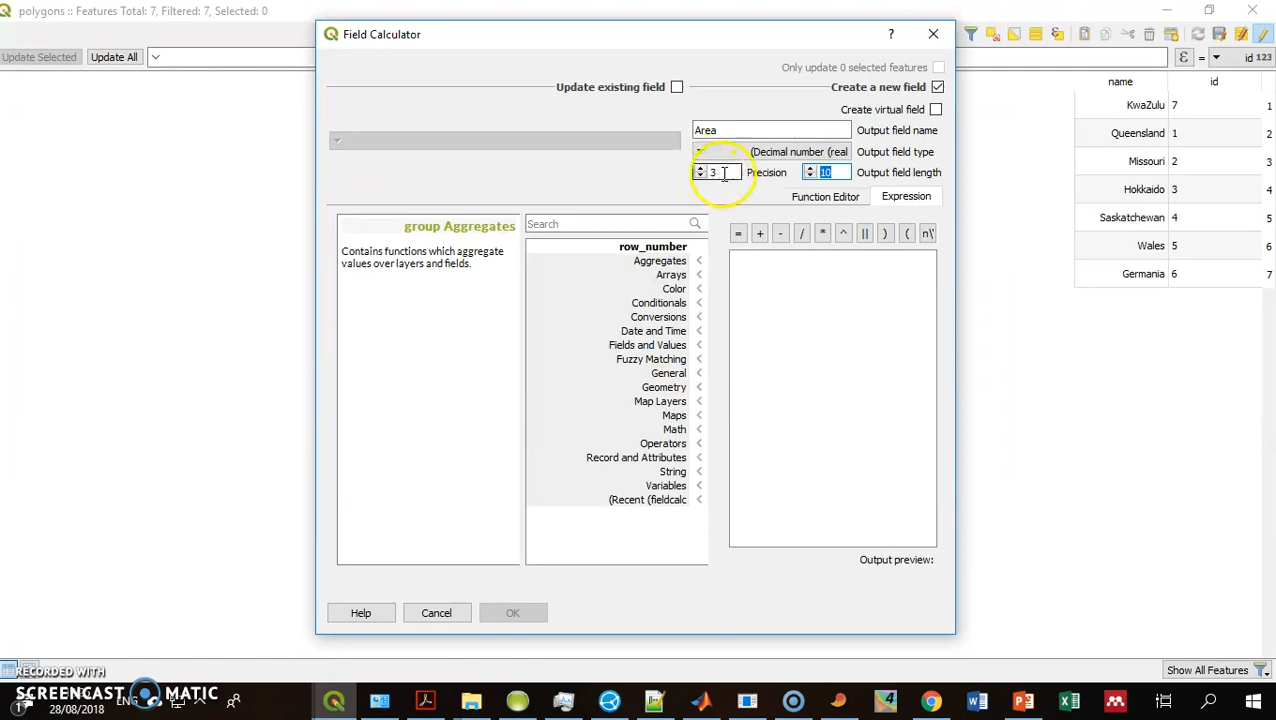 polygons :: Features Total: 7, Filtered: 7, Selected: 0
Update Selected
Update All
ε
=
id 123
Field Calculator
?
Only update 0 selected features
Update existing field
Create a new field
Create virtual field
Area
Output field name
(Decimal number (real
Output field type
3
Precision
10
Output field length
Function Editor
Expression
group Aggregates
Contains functions which aggregate
values over layers and fields.
Search
row_number
Aggregates
Arrays
Color
Conditionals
Conversions
Date and Time
Fields and Values
Fuzzy Matching
General
Geometry
Map Layers
Maps
Math
Operators
Record and Attributes
String
Variables
(Recent (fieldcalc
= + - / * ^ || ) ( n\'
Output preview:
Help
Cancel
OK
name id
KwaZulu 7 1
Queensland 1 2
Missouri 2 3
Hokkaido 3 4
Saskatchewan 4 5
Wales 5 6
Germania 6 7
Show All Features
RECORDED WITH
SCREENCAST MATIC
ENG
28/08/2018